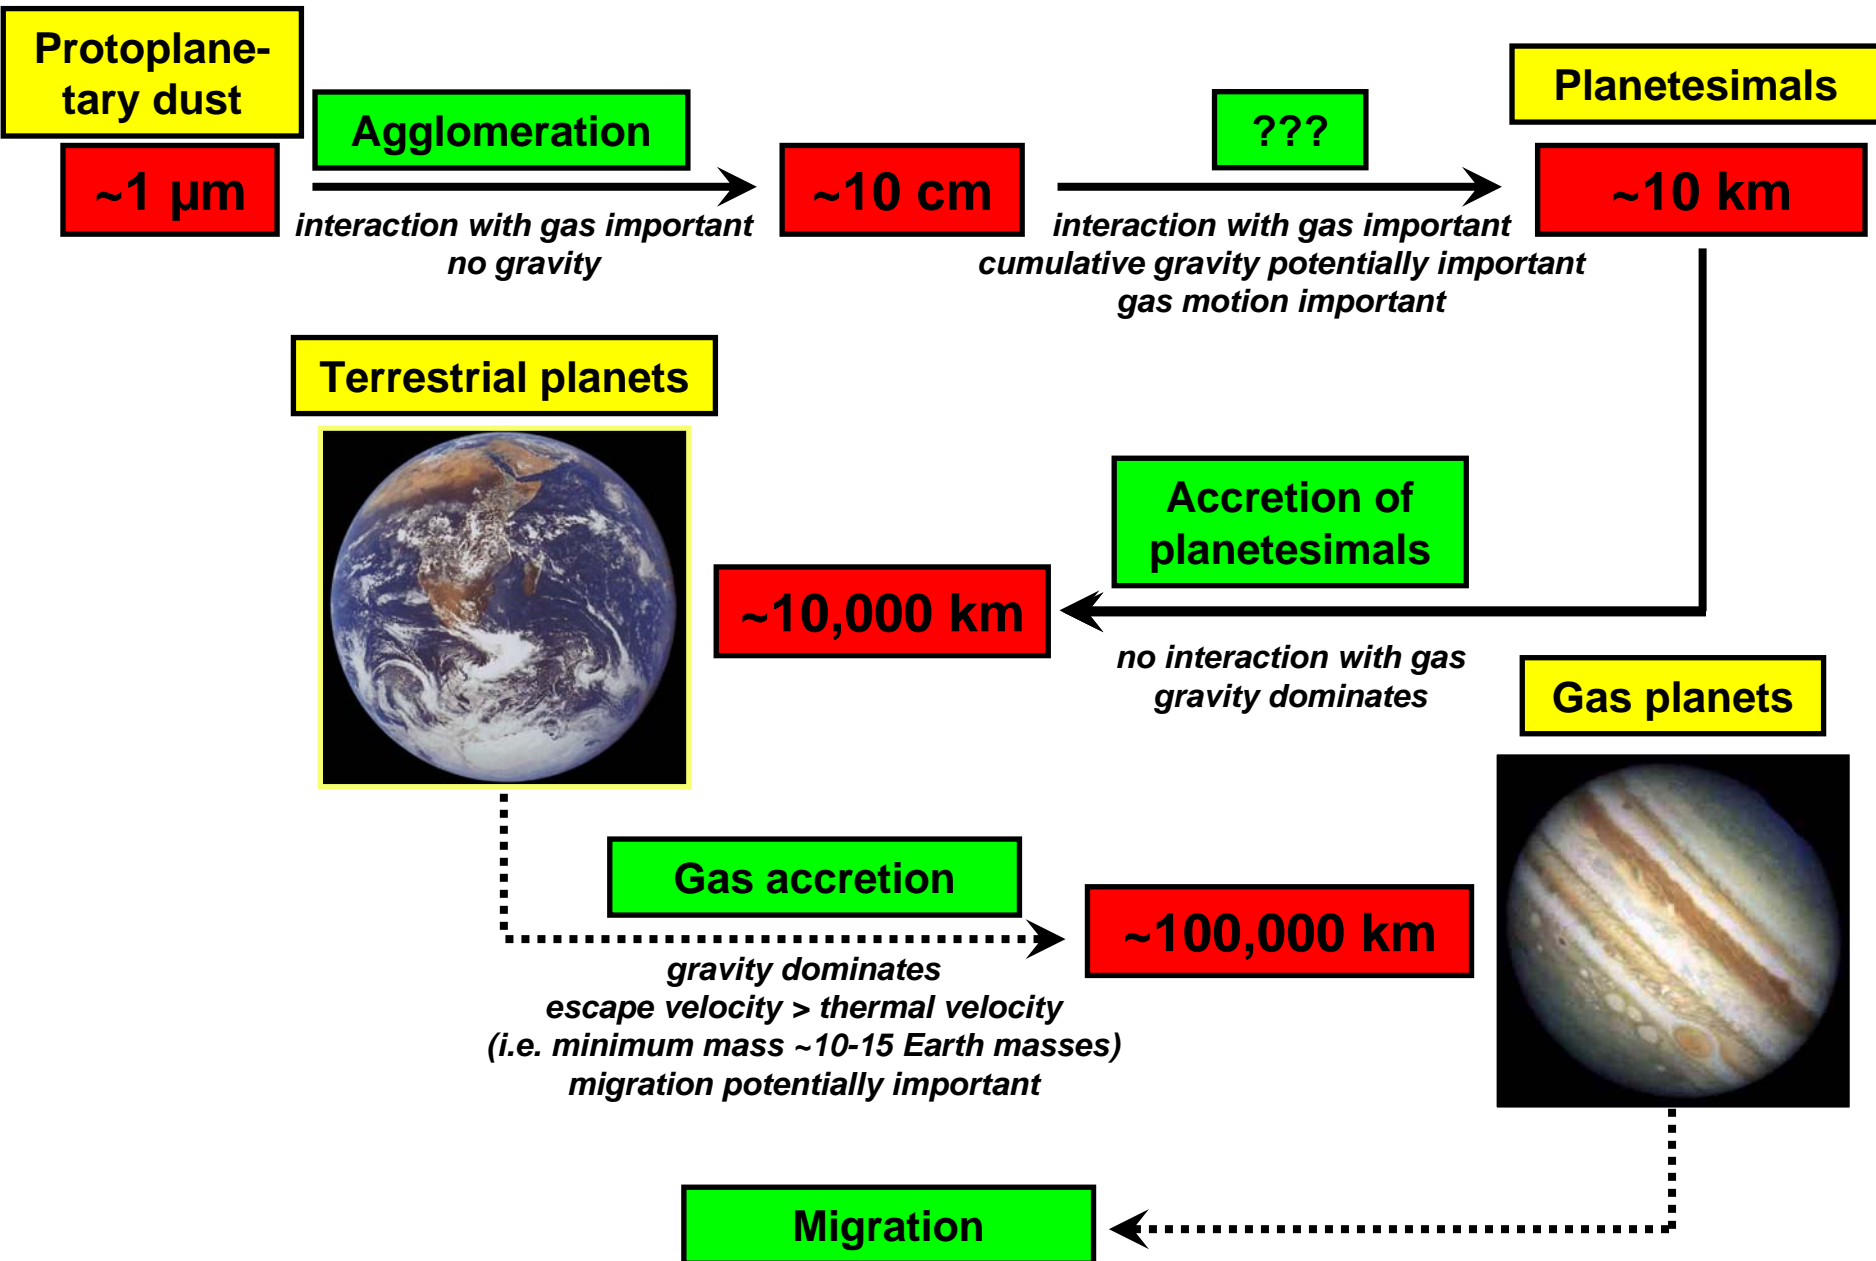 Protoplane-
tary dust
~1 µm
Agglomeration
interaction with gas important
no gravity
~10 cm
???
interaction with gas important
cumulative gravity potentially important
gas motion important
Planetesimals
~10 km
Accretion of
planetesimals
no interaction with gas
gravity dominates
~10,000 km
Terrestrial planets
Gas accretion
gravity dominates
escape velocity > thermal velocity
(i.e. minimum mass ~10-15 Earth masses)
migration potentially important
~100,000 km
Gas planets
Migration